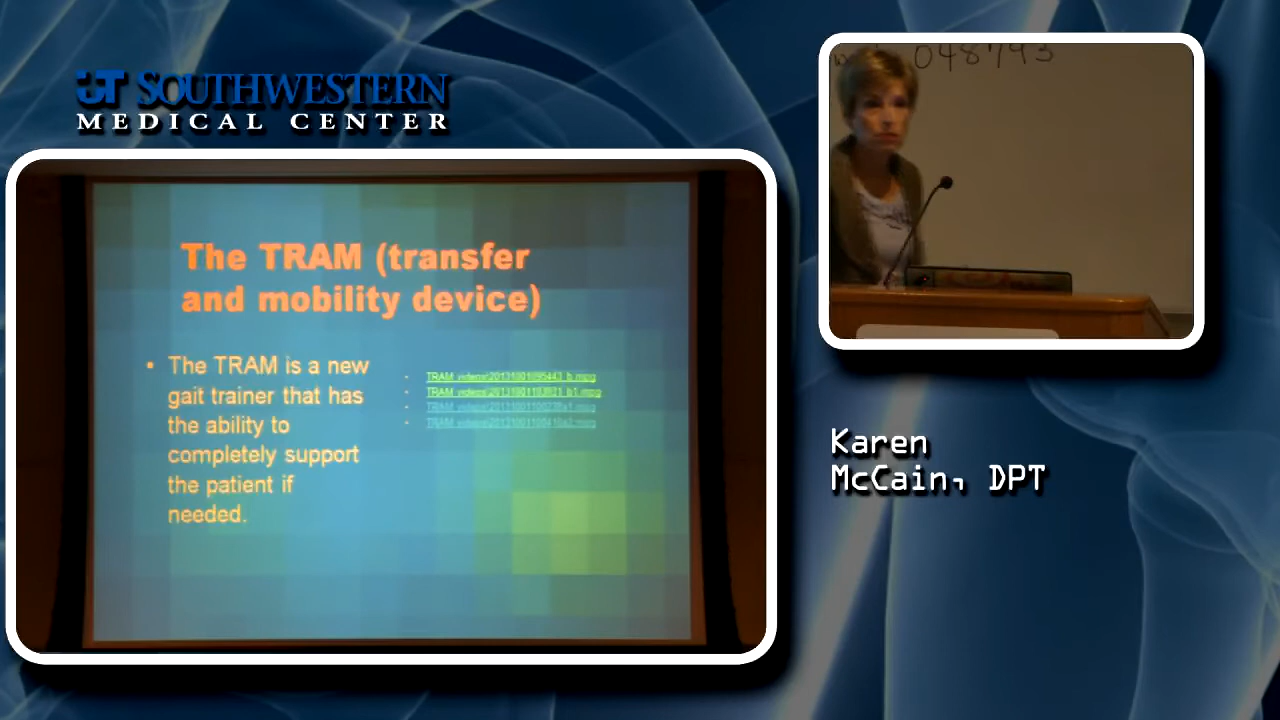 UT SOUTHWESTERN
MEDICAL CENTER
048793
The TRAM (transfer
and mobility device)
• The TRAM is a new
gait trainer that has
the ability to
completely support
the patient if
needed.
Karen
McCain, DPT